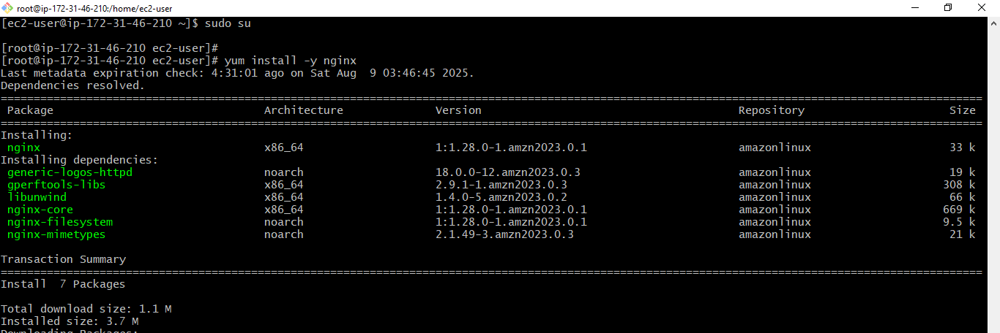 root@ip-172-31-46-210:/home/ec2-user
[ec2-user@ip-172-31-46-210 ~]$ sudo su
[root@ip-172-31-46-210 ec2-user]#
[root@ip-172-31-46-210 ec2-user]# yum install -y nginx
Last metadata expiration check: 4:31:01 ago on Sat Aug  9 03:46:45 2025.
Dependencies resolved.
================================================================================
Package Architecture Version Repository Size
================================================================================
Installing:
nginx x86_64 1:1.28.0-1.amzn2023.0.1 amazonlinux 33 k
Installing dependencies:
generic-logos-httpd noarch 18.0.0-12.amzn2023.0.3 amazonlinux 19 k
gperftools-libs x86_64 2.9.1-1.amzn2023.0.3 amazonlinux 308 k
libunwind x86_64 1.4.0-5.amzn2023.0.2 amazonlinux 66 k
nginx-core x86_64 1:1.28.0-1.amzn2023.0.1 amazonlinux 669 k
nginx-filesystem noarch 1:1.28.0-1.amzn2023.0.1 amazonlinux 9.5 k
nginx-mimetypes noarch 2.1.49-3.amzn2023.0.3 amazonlinux 21 k
Transaction Summary
================================================================================
Install  7 Packages
Total download size: 1.1 M
Installed size: 3.7 M
Downloading Packages: